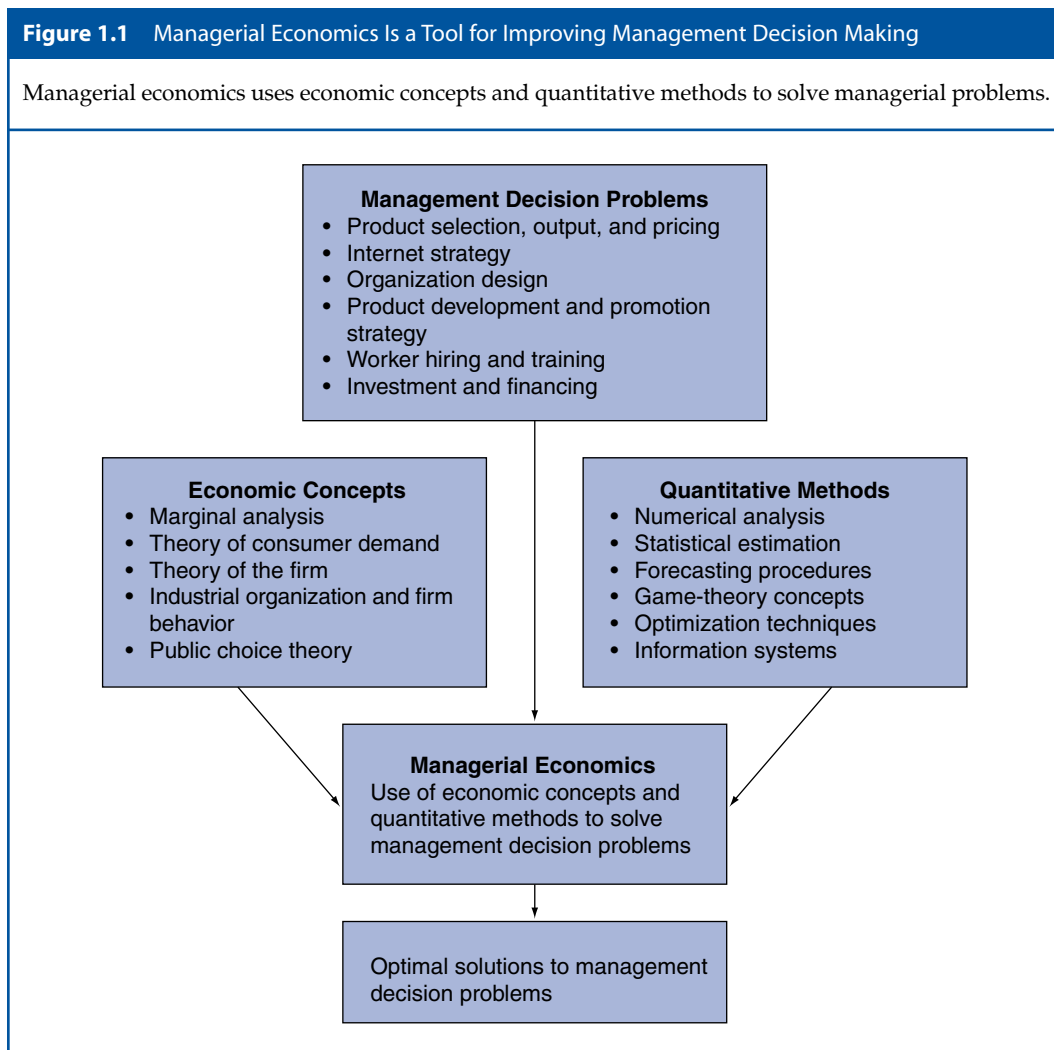 Figure 1.1 Managerial Economics Is a Tool for Improving Management Decision Making
Managerial economics uses economic concepts and quantitative methods to solve managerial problems.
Management Decision Problems
• Product selection, output, and pricing
• Internet strategy
• Organization design
• Product development and promotion
strategy
• Worker hiring and training
• Investment and financing
Economic Concepts
• Marginal analysis
• Theory of consumer demand
• Theory of the firm
• Industrial organization and firm
behavior
• Public choice theory
Quantitative Methods
• Numerical analysis
• Statistical estimation
• Forecasting procedures
• Game-theory concepts
• Optimization techniques
• Information systems
Managerial Economics
Use of economic concepts and
quantitative methods to solve
management decision problems
Optimal solutions to management
decision problems